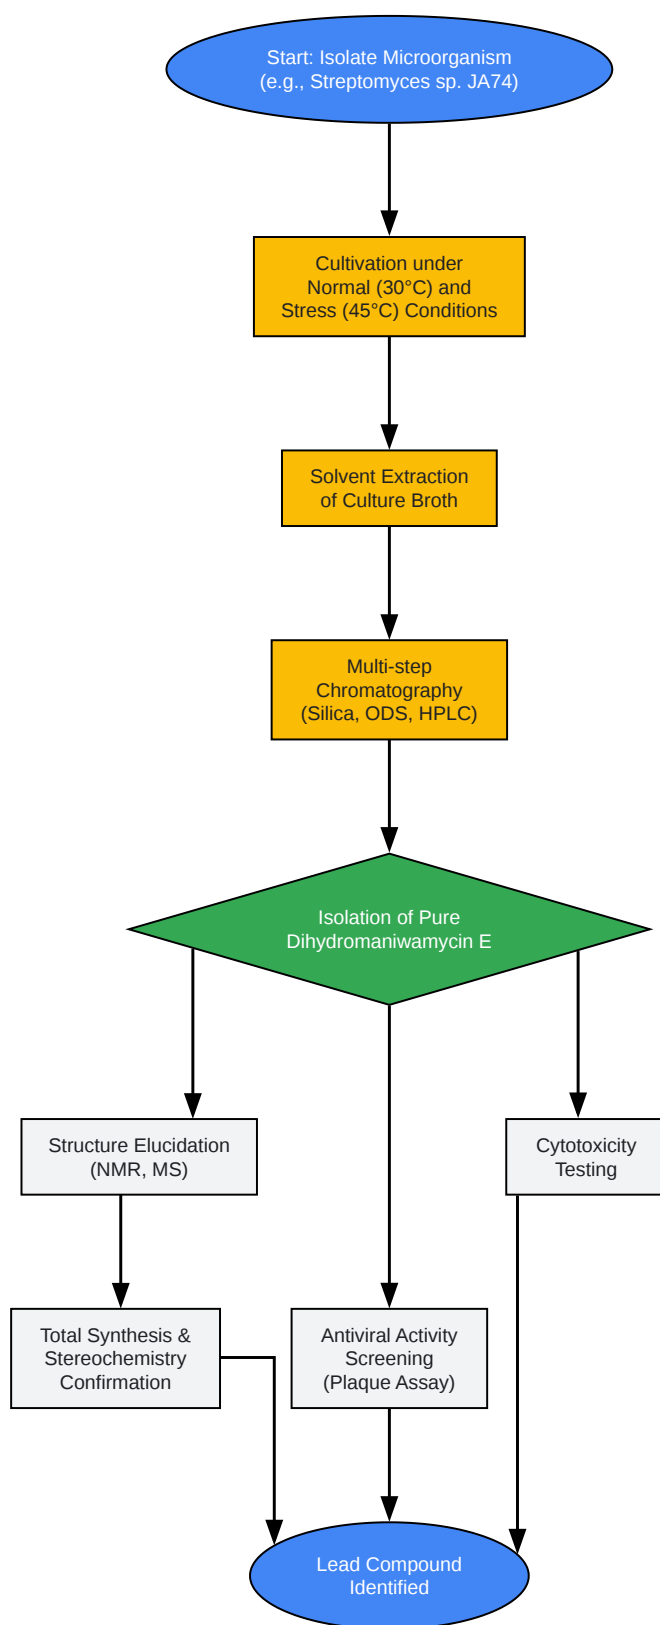 Start: Isolate Microorganism
(e.g., Streptomyces sp. JA74)
Cultivation under
Normal (30°C) and
Stress (45°C) Conditions
Solvent Extraction
of Culture Broth
Multi-step
Chromatography
(Silica, ODS, HPLC)
Isolation of Pure
Dihydromaniwamycin E
Structure Elucidation
(NMR, MS)
Cytotoxicity
Testing
Total Synthesis &
Stereochemistry
Confirmation
Antiviral Activity
Screening
(Plaque Assay)
Lead Compound
Identified